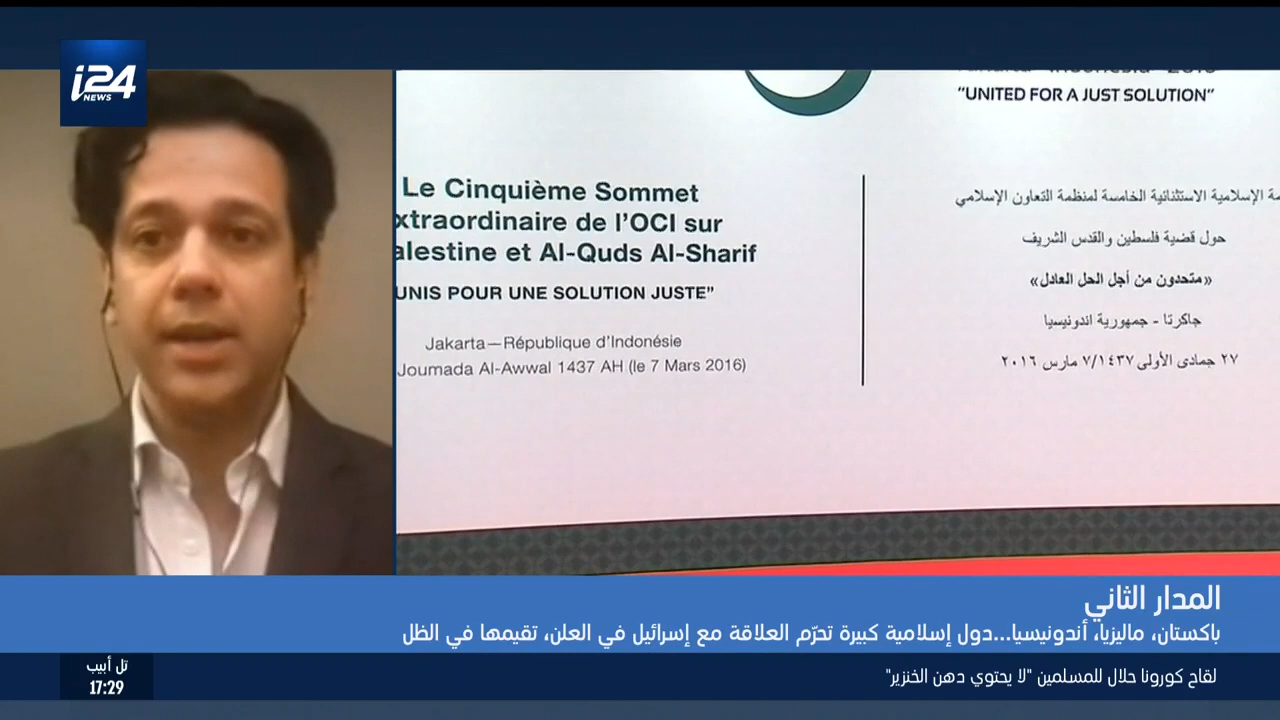 i24
NEWS
"UNITED FOR A JUST SOLUTION"
Le Cinquième Sommet
xtraordinaire de l'OCI sur
alestine et Al-Quds Al-Sharif
UNIS POUR UNE SOLUTION JUSTE"
Jakarta—République d'Indonésie
Joumada Al-Awwal 1437 AH (le 7 Mars 2016)
الإسلامية الاستثنائية الخامسة لمنظمة التعاون الإسلامي
حول قضية فلسطين والقدس الشريف
«متحدون من أجل الحل العادل»
جاكرتا - جمهورية اندونيسيا
٢٧ جمادى الأولى ٧/١٤٣٧ مارس ٢٠١٦
المدار الثاني
باكستان، ماليزيا، أندونيسيا...دول إسلامية كبيرة تحرّم العلاقة مع إسرائيل في العلن، تقيمها في الظل
لقاح كورونا حلال للمسلمين "لا يحتوي دهن الخنزير"
تل أبيب
17:29